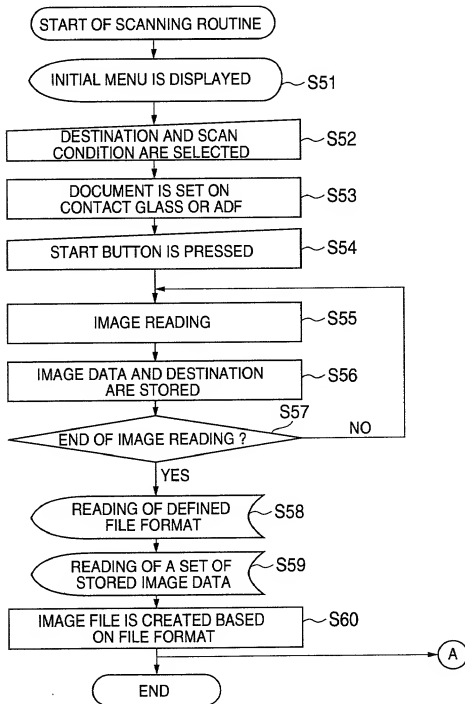 START OF SCANNING ROUTINE
INITIAL MENU IS DISPLAYED
S51
DESTINATION AND SCAN
CONDITION ARE SELECTED
S52
DOCUMENT IS SET ON
CONTACT GLASS OR ADF
S53
START BUTTON IS PRESSED
S54
IMAGE READING
S55
IMAGE DATA AND DESTINATION
ARE STORED
S56
S57
END OF IMAGE READING ?
NO
YES
READING OF DEFINED
FILE FORMAT
S58
READING OF A SET OF
STORED IMAGE DATA
S59
IMAGE FILE IS CREATED BASED
ON FILE FORMAT
S60
A
END